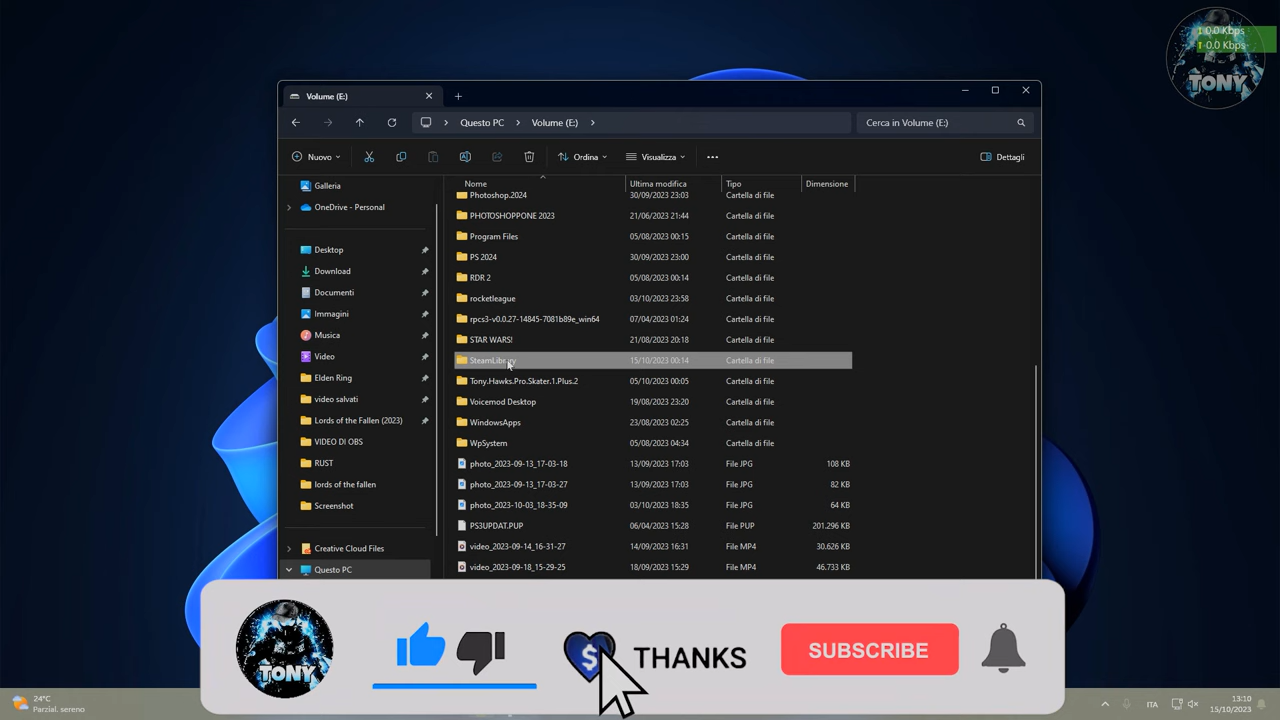 0.0 Kbps
0.0 Kbps
TONY
Volume (E:)
Questo PC
Volume (E:)
Cerca in Volume (E:)
Nuovo
Ordina
Visualizza
Dettagli
Nome
Ultima modifica
Tipo
Dimensione
Galleria
OneDrive - Personal
Desktop
Download
Documenti
Immagini
Musica
Video
Elden Ring
video salvati
Lords of the Fallen (2023)
VIDEO DI OBS
RUST
lords of the fallen
Screenshot
Creative Cloud Files
Questo PC
Photoshop.2024 30/09/2023 23:03 Cartella di file
PHOTOSHOPPONE 2023 21/06/2023 21:44 Cartella di file
Program Files 05/08/2023 00:15 Cartella di file
PS 2024 30/09/2023 23:00 Cartella di file
RDR 2 05/08/2023 00:14 Cartella di file
rocketleague 03/10/2023 23:58 Cartella di file
rpcs3-v0.0.27-14845-7081b89e_win64 07/04/2023 01:24 Cartella di file
STAR WARS! 21/08/2023 20:18 Cartella di file
SteamLibrary 15/10/2023 00:14 Cartella di file
Tony.Hawks.Pro.Skater.1.Plus.2 05/10/2023 00:05 Cartella di file
Voicemod Desktop 19/08/2023 23:20 Cartella di file
WindowsApps 23/08/2023 02:25 Cartella di file
WpSystem 05/08/2023 04:34 Cartella di file
photo_2023-09-13_17-03-18 13/09/2023 17:03 File JPG 108 KB
photo_2023-09-13_17-03-27 13/09/2023 17:03 File JPG 82 KB
photo_2023-10-03_18-35-09 03/10/2023 18:35 File JPG 64 KB
PS3UPDAT.PUP 06/04/2023 15:28 File PUP 201.296 KB
video_2023-09-14_16-31-27 14/09/2023 16:31 File MP4 30.626 KB
video_2023-09-18_15-29-25 18/09/2023 15:29 File MP4 46.733 KB
TONY
$
THANKS
SUBSCRIBE
24°C
Parzial. sereno
ITA
13:10
15/10/2023